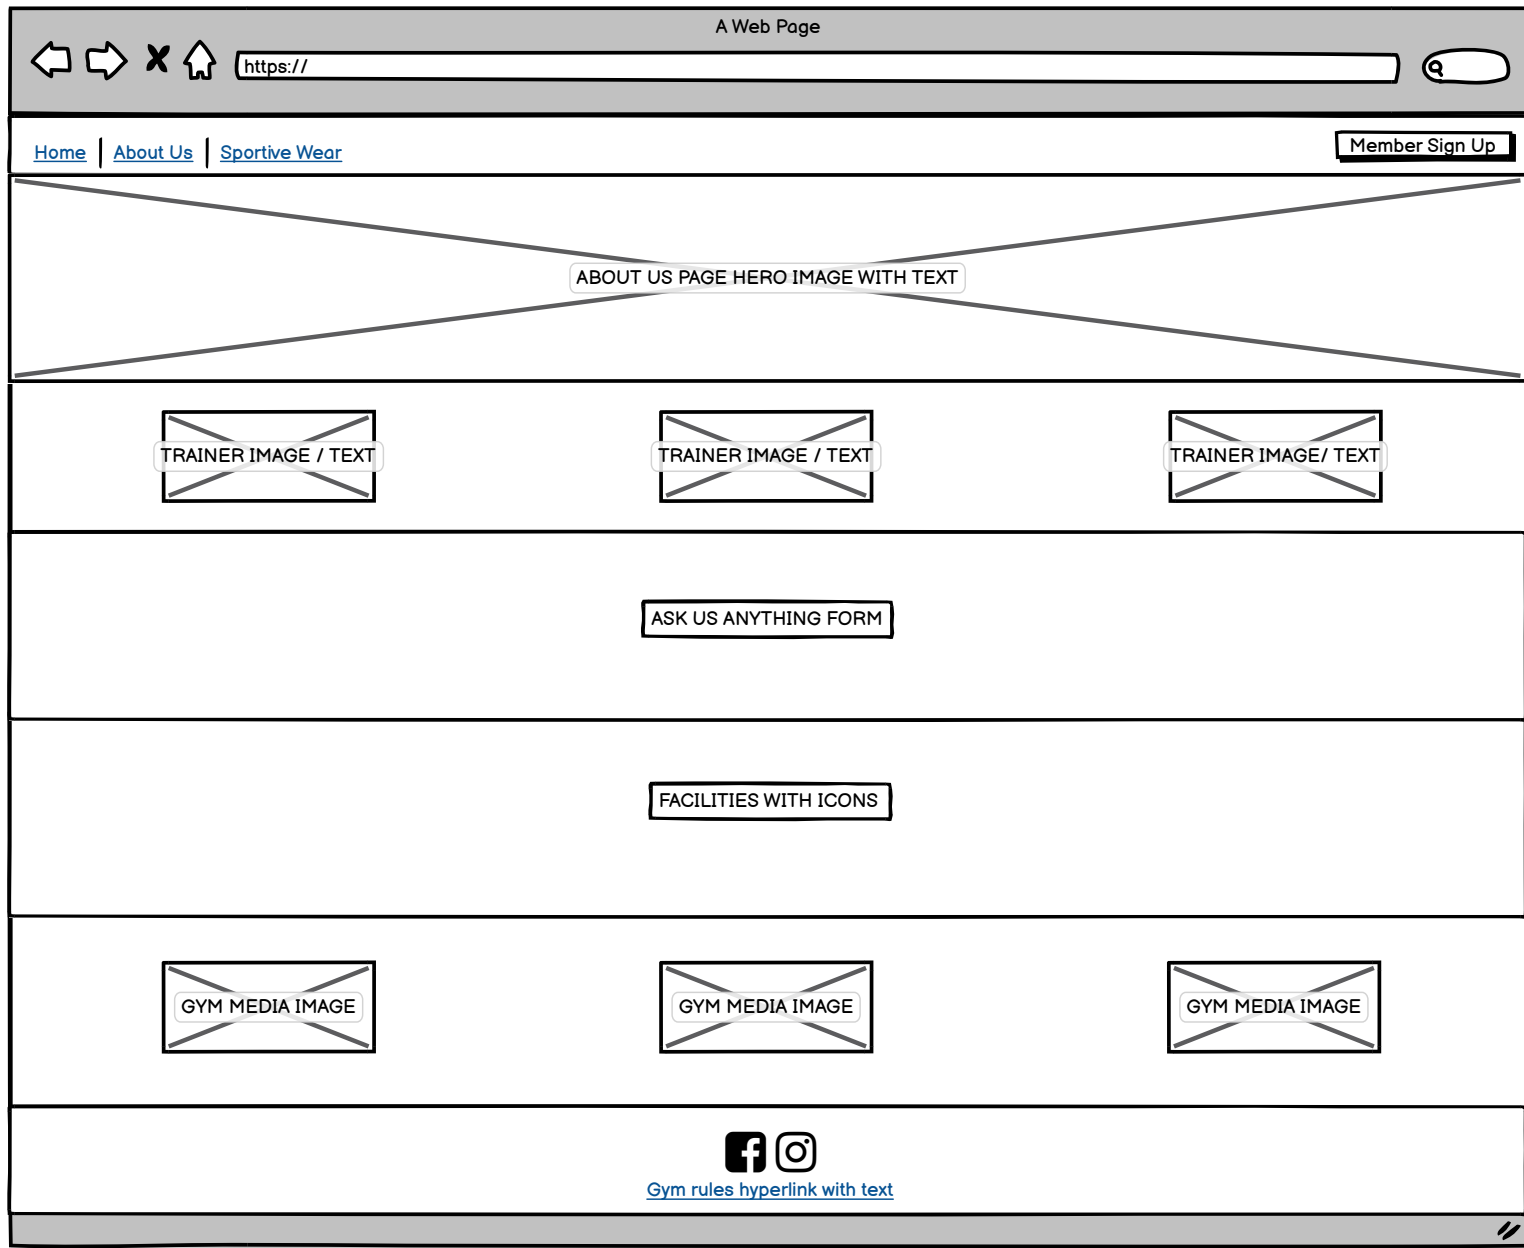 A Web Page
https://
Home
About Us
Sportive Wear
Member Sign Up
ABOUT US PAGE HERO IMAGE WITH TEXT
TRAINER IMAGE / TEXT
TRAINER IMAGE / TEXT
TRAINER IMAGE/ TEXT
ASK US ANYTHING FORM
FACILITIES WITH ICONS
GYM MEDIA IMAGE
GYM MEDIA IMAGE
GYM MEDIA IMAGE
Gym rules hyperlink with text